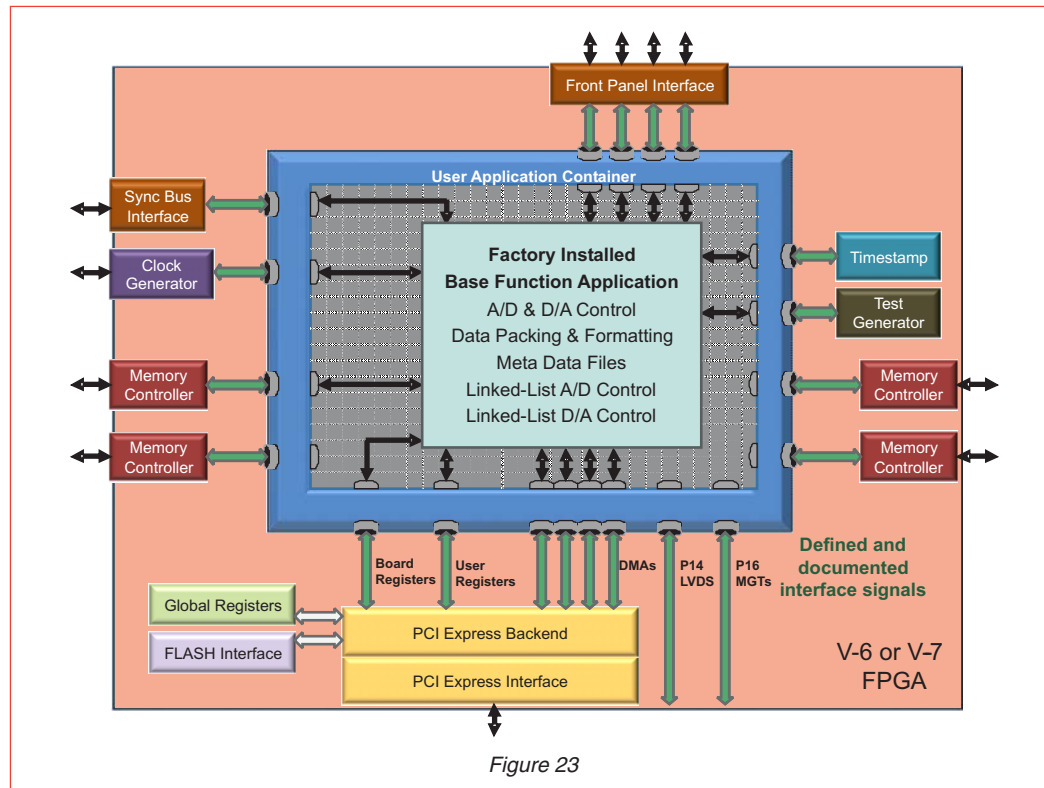 Front Panel Interface
User Application Container
Sync Bus
Interface
Clock
Generator
Memory
Controller
Memory
Controller
Factory Installed
Base Function Application
A/D & D/A Control
Data Packing & Formatting
Meta Data Files
Linked-List A/D Control
Linked-List D/A Control
Timestamp
Test
Generator
Memory
Controller
Memory
Controller
Board
Registers
User
Registers
DMAs
P14
LVDS
P16
MGTs
Defined and
documented
interface signals
Global Registers
FLASH Interface
PCI Express Backend
PCI Express Interface
V-6 or V-7
FPGA
Figure 23